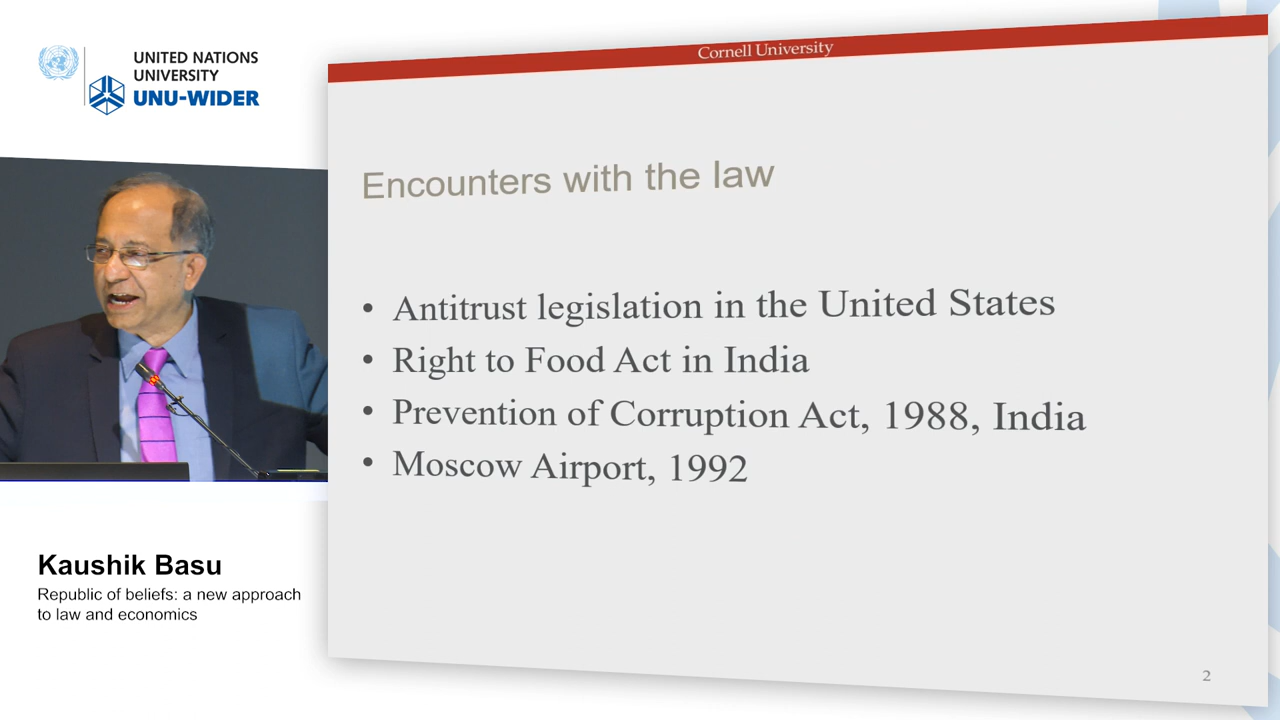 UNITED NATIONS
UNIVERSITY
UNU-WIDER
Cornell University
Encounters with the law
• Antitrust legislation in the United States
• Right to Food Act in India
• Prevention of Corruption Act, 1988, India
• Moscow Airport, 1992
Kaushik Basu
Republic of beliefs: a new approach
to law and economics
2